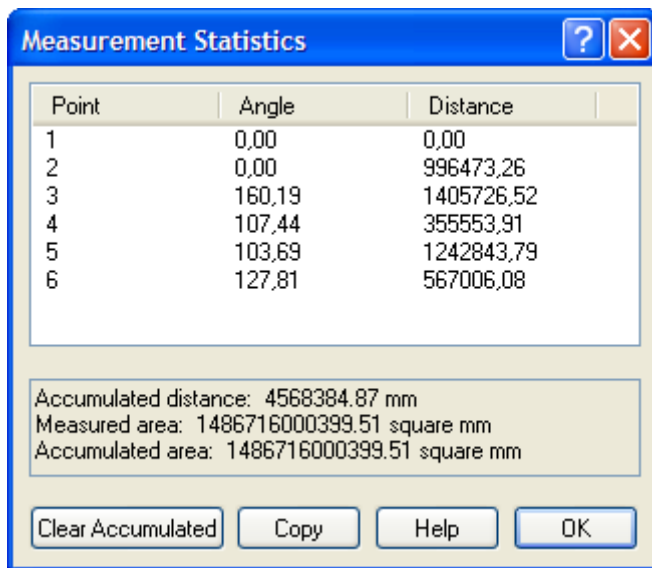 Measurement Statistics ?
Point Angle Distance
1 0,00 0,00
2 0,00 996473,26
3 160,19 1405726,52
4 107,44 355553,91
5 103,69 1242843,79
6 127,81 567006,08
Accumulated distance: 4568384.87 mm
Measured area: 1486716000399.51 square mm
Accumulated area: 1486716000399.51 square mm
Clear Accumulated Copy Help OK